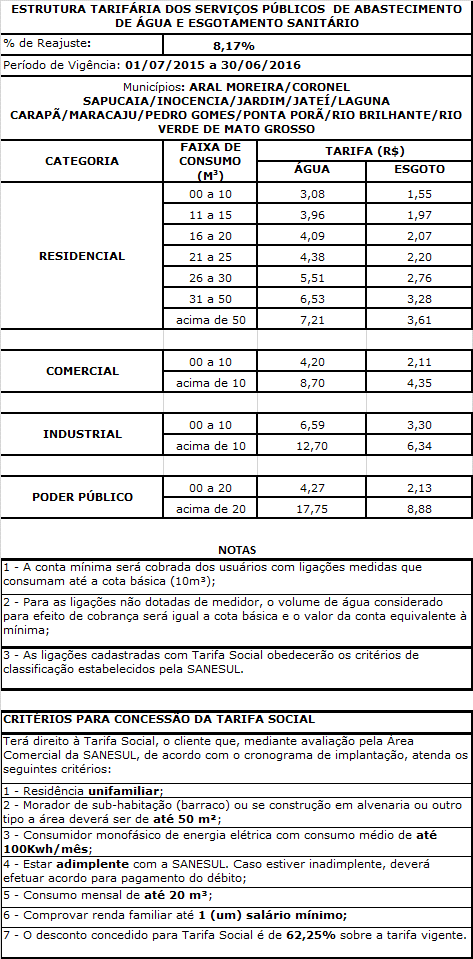 ESTRUTURA TARIFÁRIA DOS SERVIÇOS PÚBLICOS DE ABASTECIMENTO
DE ÁGUA E ESGOTAMENTO SANITÁRIO
% de Reajuste: 8,17%
Período de Vigência: 01/07/2015 a 30/06/2016
Municípios: ARAL MOREIRA/CORONEL
SAPUCAIA/INOCENCIA/JARDIM/JATEÍ/LAGUNA
CARAPÃ/MARACAJU/PEDRO GOMES/PONTA PORÃ/RIO BRILHANTE/RIO
VERDE DE MATO GROSSO
CATEGORIA
FAIXA DE
CONSUMO
(M³)
TARIFA (R$)
ÁGUA ESGOTO
RESIDENCIAL
00 a 10 3,08 1,55
11 a 15 3,96 1,97
16 a 20 4,09 2,07
21 a 25 4,38 2,20
26 a 30 5,51 2,76
31 a 50 6,53 3,28
acima de 50 7,21 3,61
COMERCIAL
00 a 10 4,20 2,11
acima de 10 8,70 4,35
INDUSTRIAL
00 a 10 6,59 3,30
acima de 10 12,70 6,34
PODER PÚBLICO
00 a 20 4,27 2,13
acima de 20 17,75 8,88
NOTAS
1 - A conta mínima será cobrada dos usuários com ligações medidas que
consumam até a cota básica (10m³);
2 - Para as ligações não dotadas de medidor, o volume de água considerado
para efeito de cobrança será igual a cota básica e o valor da conta equivalente à
mínima;
3 - As ligações cadastradas com Tarifa Social obedecerão os critérios de
classificação estabelecidos pela SANESUL.
CRITÉRIOS PARA CONCESSÃO DA TARIFA SOCIAL
Terá direito à Tarifa Social, o cliente que, mediante avaliação pela Área
Comercial da SANESUL, de acordo com o cronograma de implantação, atenda os
seguintes critérios:
1 - Residência unifamiliar;
2 - Morador de sub-habitação (barraco) ou se construção em alvenaria ou outro
tipo a área deverá ser de até 50 m²;
3 - Consumidor monofásico de energia elétrica com consumo médio de até
100Kwh/mês;
4 - Estar adimplente com a SANESUL. Caso estiver inadimplente, deverá
efetuar acordo para pagamento do débito;
5 - Consumo mensal de até 20 m³;
6 - Comprovar renda familiar até 1 (um) salário mínimo;
7 - O desconto concedido para Tarifa Social é de 62,25% sobre a tarifa vigente.